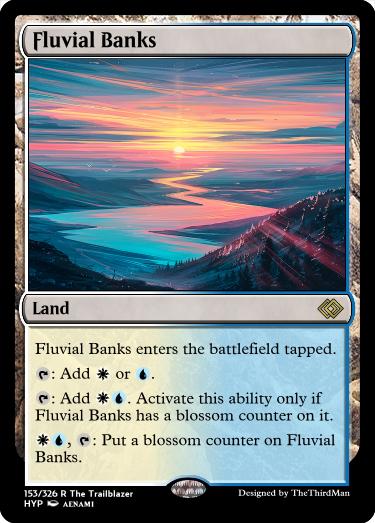 Fluvial Banks
Land
Fluvial Banks enters the battlefield tapped.
: Add or .
: Add . Activate this ability only if
Fluvial Banks has a blossom counter on it.
, : Put a blossom counter on Fluvial
Banks.
153/326 R The Trailblazer
HYP AENAMI
Designed by TheThirdMan